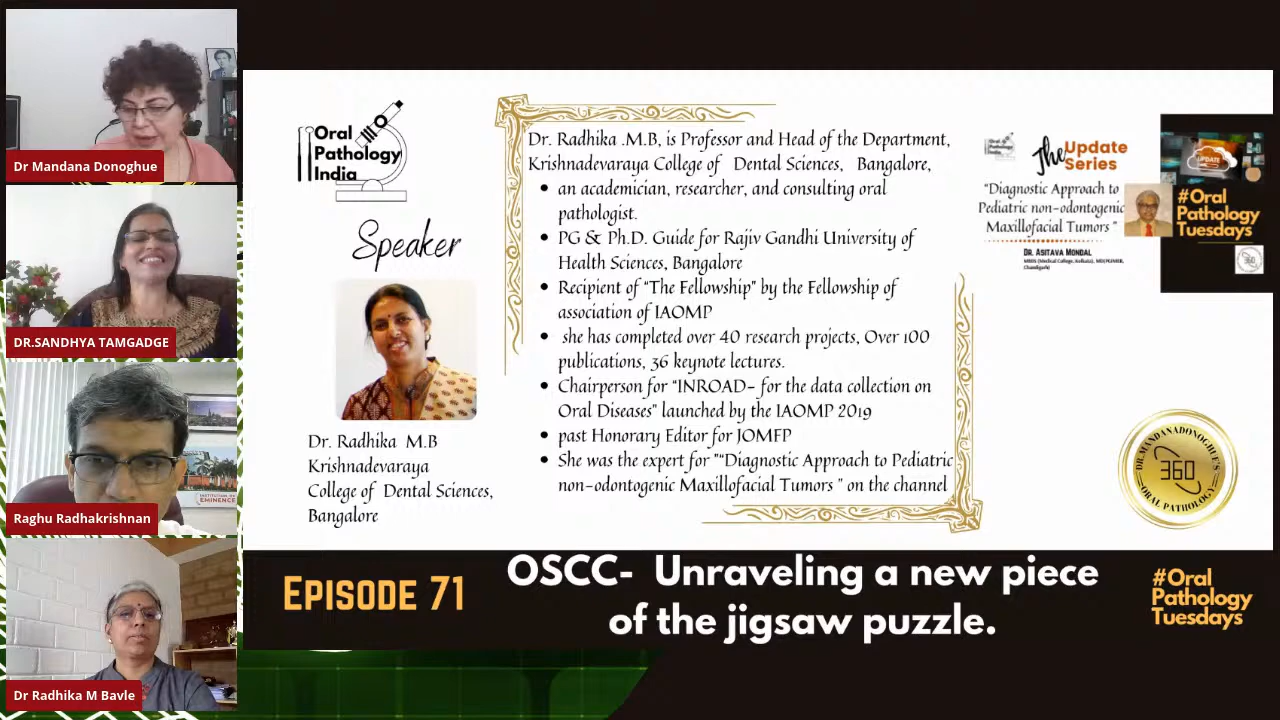 Dr Mandana Donoghue
DR.SANDHYA TAMGADGE
Raghu Radhakrishnan
INSTITUTION OF
EMINENCE
Dr Radhika M Bavle
Oral
Pathology
India
Speaker
Dr. Radhika M.B
Krishnadevaraya
College of Dental Sciences,
Bangalore
Dr. Radhika .M.B, is Professor and Head of the Department,
Krishnadevaraya College of Dental Sciences, Bangalore,
• an academician, researcher, and consulting oral
pathologist.
• PG & Ph.D. Guide for Rajiv Gandhi University of
Health Sciences, Bangalore
• Recipient of "The Fellowship" by the Fellowship of
association of IAOMP
• she has completed over 40 research projects, Over 100
publications, 36 keynote lectures.
• Chairperson for "INROAD- for the data collection on
Oral Diseases" launched by the IAOMP 2019
• past Honorary Editor for JOMFP
• She was the expert for "“Diagnostic Approach to Pediatric
non-odontogenic Maxillofacial Tumors ” on the channel
The Update
Series
"Diagnostic Approach to
Pediatric non-odontogenic
Maxillofacial Tumors "
DR. ASITAVA MONDAL
UPDATE
#Oral
Pathology
Tuesdays
360
DR.MANDANADONOGHUE'S
360
ORAL PATHOLOGY
EPISODE 71
OSCC- Unraveling a new piece
of the jigsaw puzzle.
#Oral
Pathology
Tuesdays